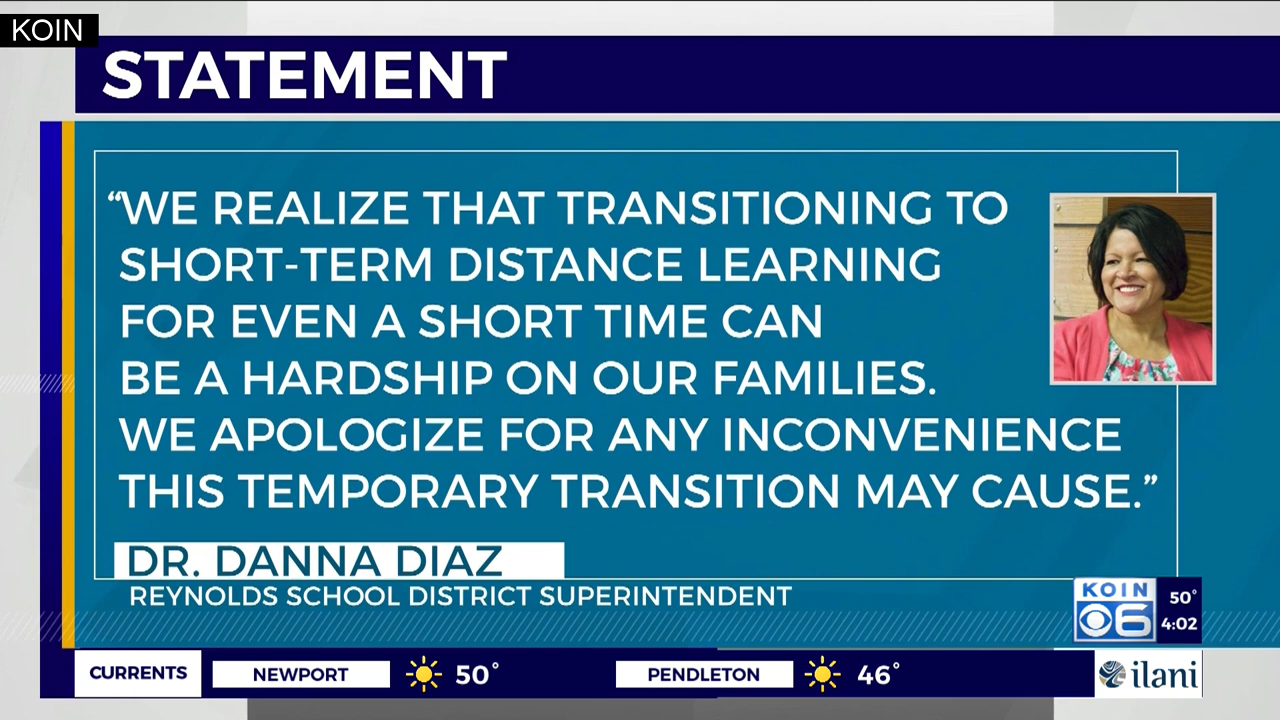 KOIN
STATEMENT
“WE REALIZE THAT TRANSITIONING TO
SHORT-TERM DISTANCE LEARNING
FOR EVEN A SHORT TIME CAN
BE A HARDSHIP ON OUR FAMILIES.
WE APOLOGIZE FOR ANY INCONVENIENCE
THIS TEMPORARY TRANSITION MAY CAUSE.”
DR. DANNA DIAZ
REYNOLDS SCHOOL DISTRICT SUPERINTENDENT
KOIN
6
50°
4:02
CURRENTS NEWPORT 50° PENDLETON 46° ilani